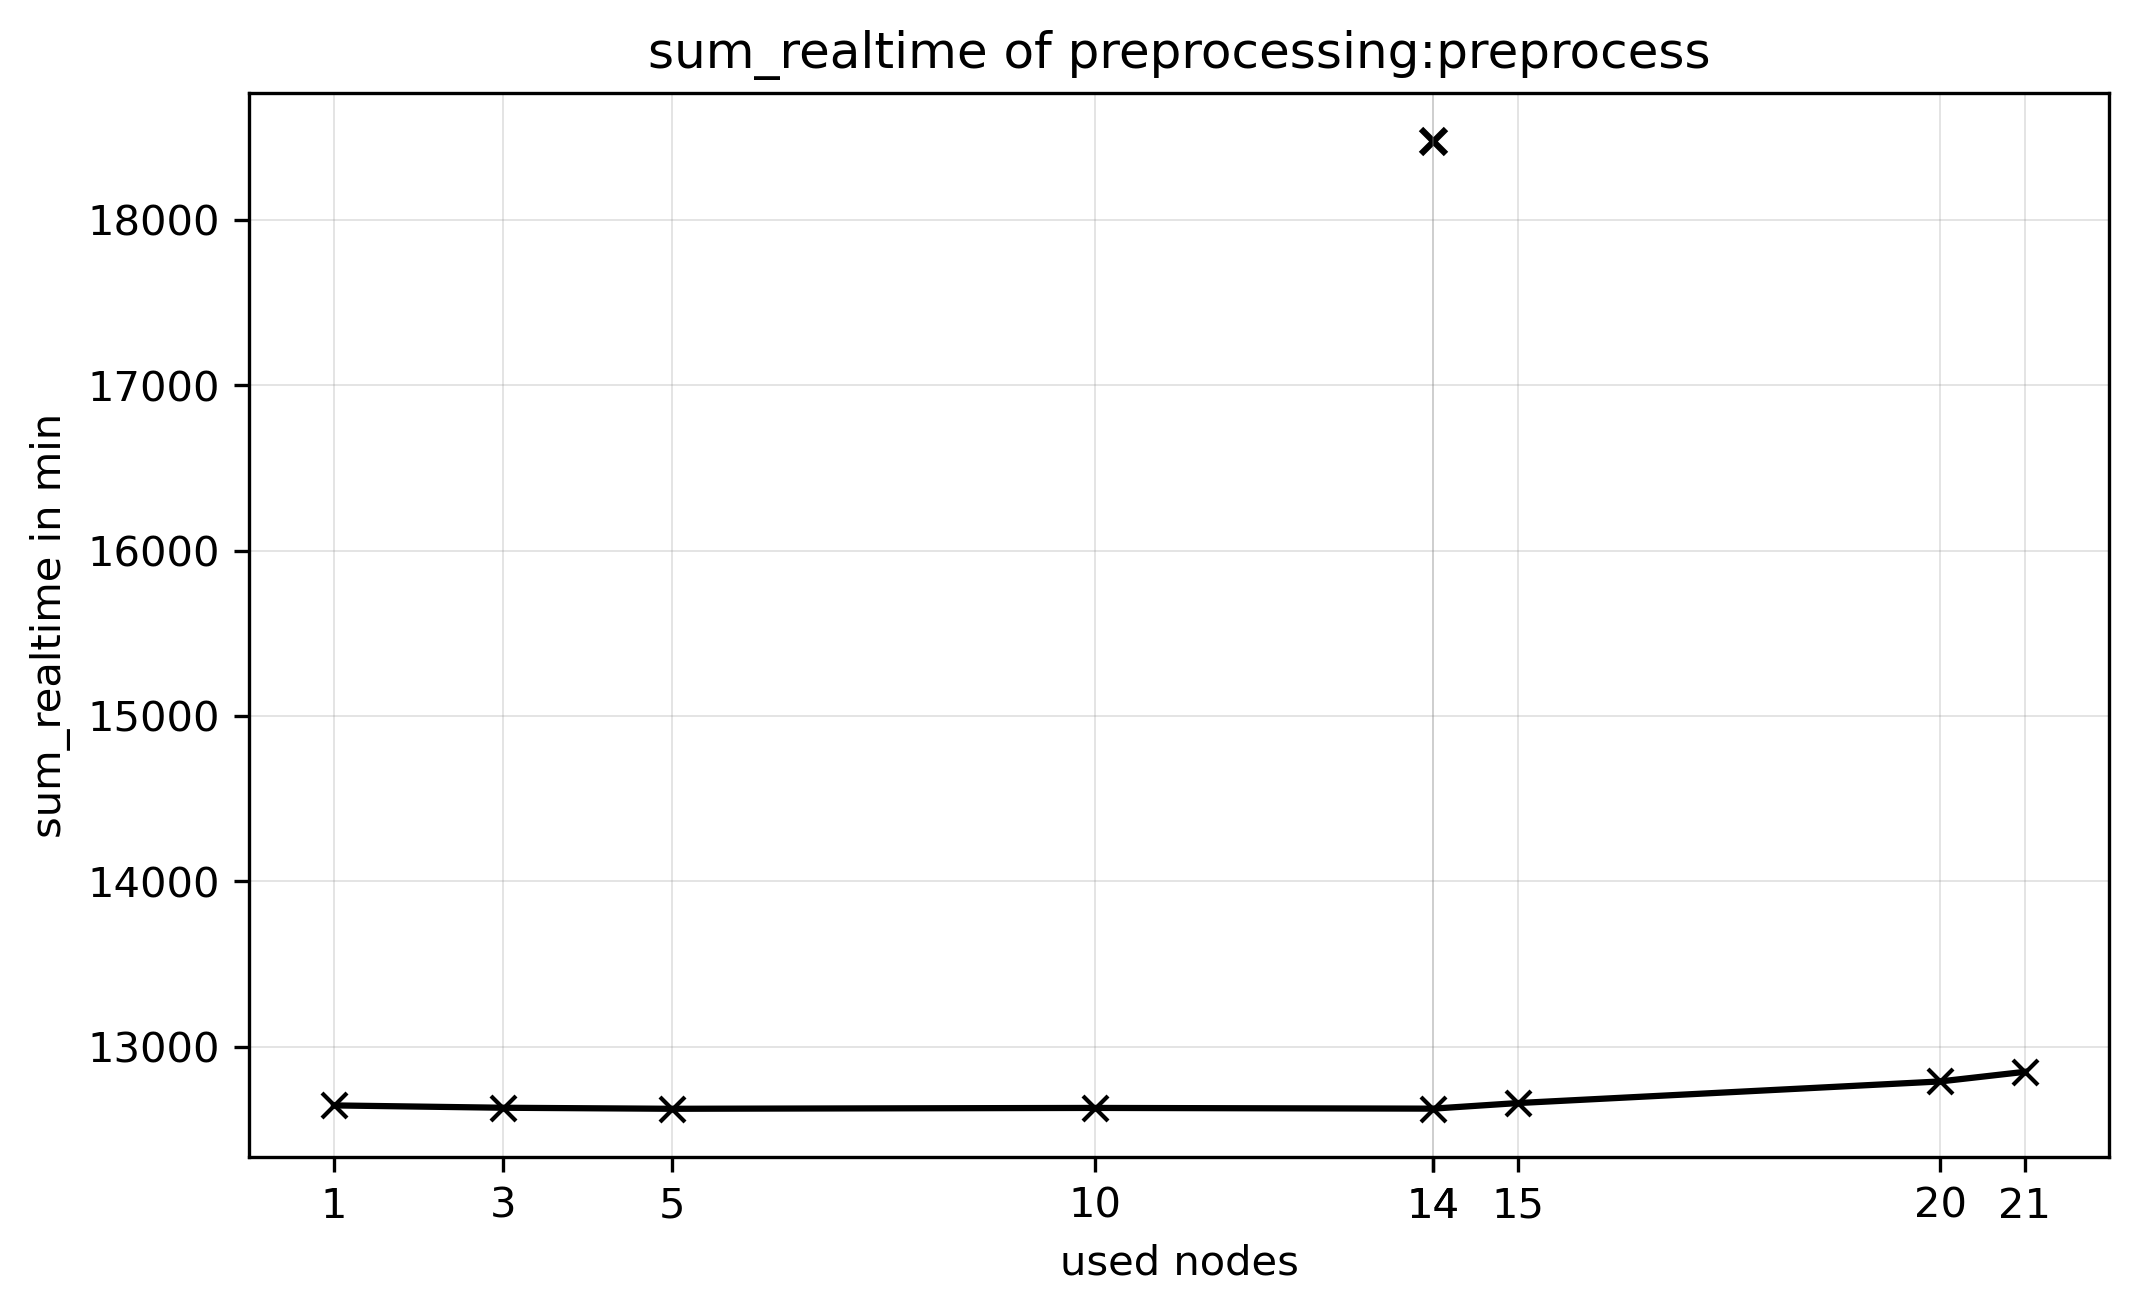 sum_realtime of preprocessing:preprocess
sum_realtime in min
18000
17000
16000
15000
14000
13000
1 3 5 10 14 15 20 21
used nodes